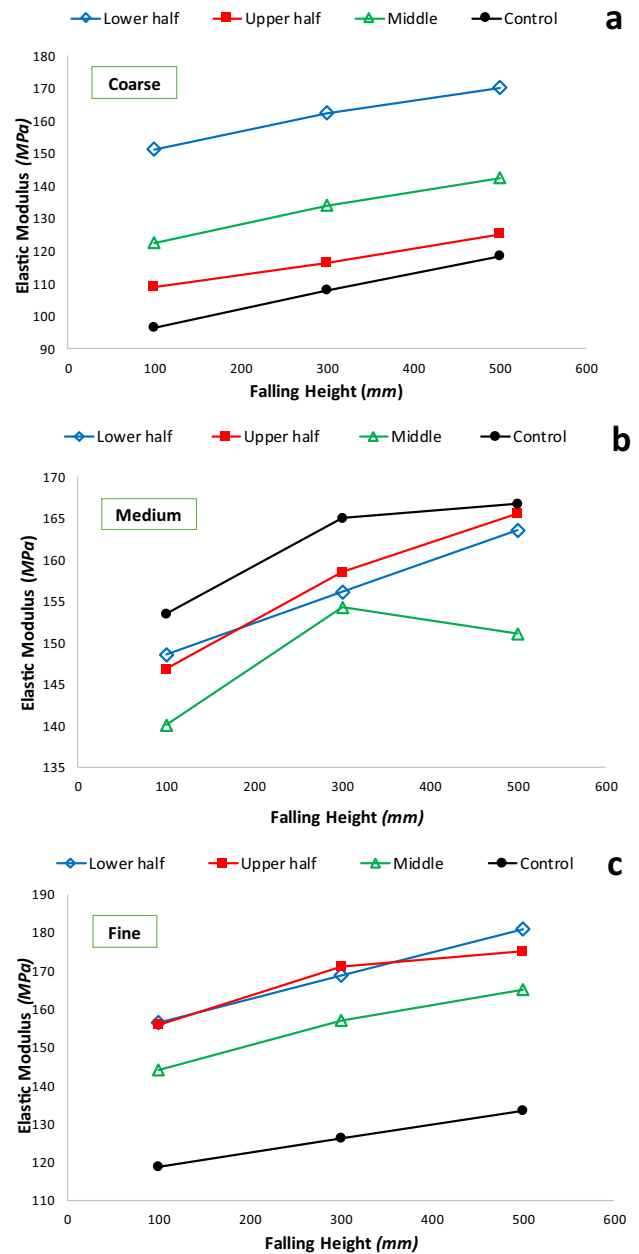 Lower half Upper half Middle Control a
180
170
160
150
140
130
120
110
100
90
Coarse
Elastic Modulus (MPa)
0 100 200 300 400 500 600
Falling Height (mm)
Lower half Upper half Middle Control b
170
165
160
155
150
145
140
135
Medium
Elastic Modulus (MPa)
0 100 200 300 400 500 600
Falling Height (mm)
Lower half Upper half Middle Control c
190
180
170
160
150
140
130
120
110
Fine
Elastic Modulus (MPa)
0 100 200 300 400 500 600
Falling Height (mm)